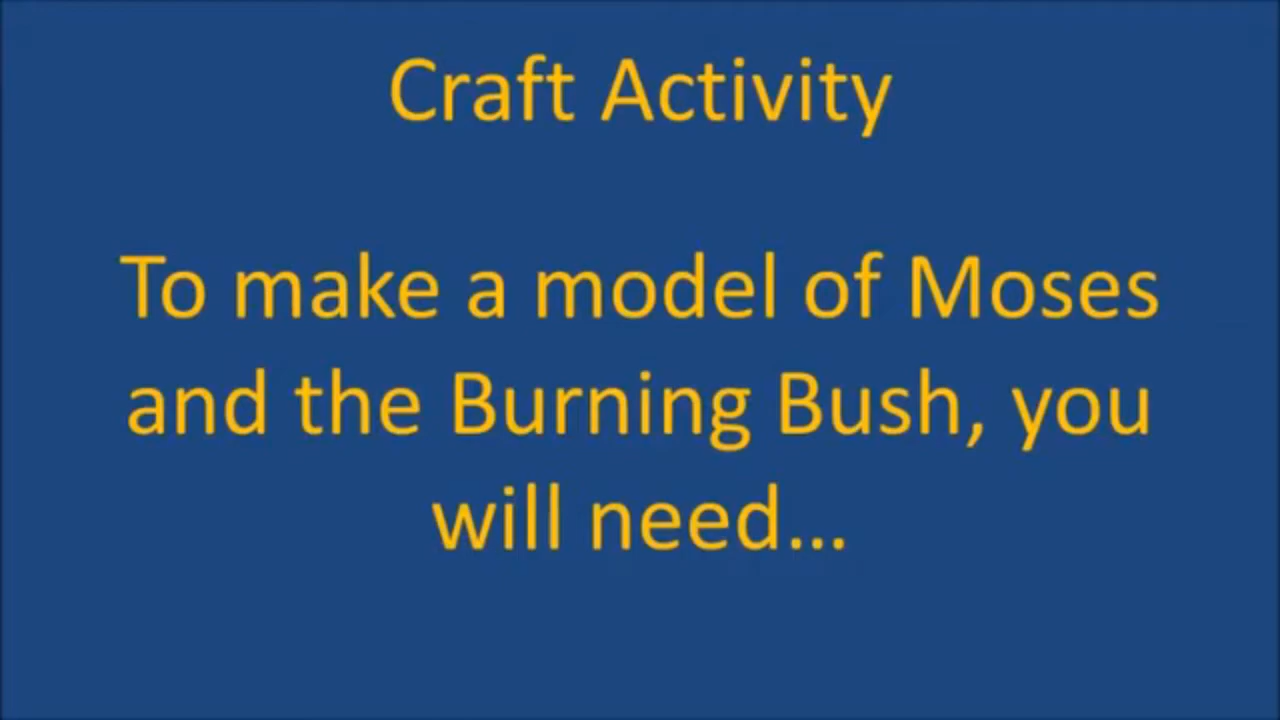 Craft Activity
To make a model of Moses
and the Burning Bush, you
will need...